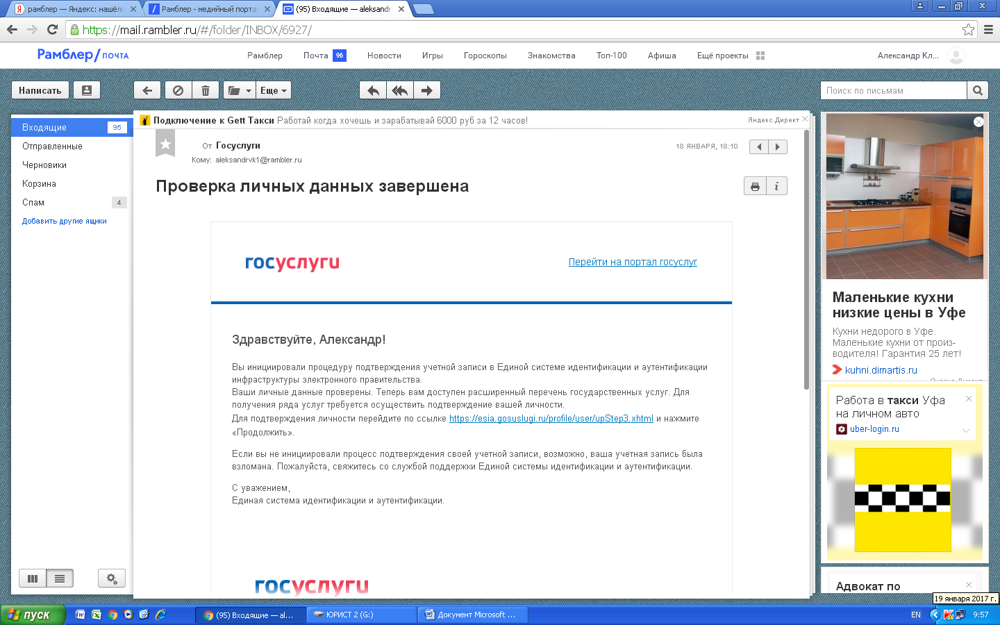 рамблер — Яндекс: нашёлс
Рамблер - медийный порта
(95) Входящие — aleksandr
https://mail.rambler.ru/#/folder/INBOX/6927/
Рамблер/ПОЧТА
Рамблер
Почта 96
Новости
Игры
Гороскопы
Знакомства
Топ-100
Афиша
Ещё проекты
Александр Кл...
Написать
Еще
Поиск по письмам
Входящие 95
Отправленные
Черновики
Корзина
Спам 4
Добавить другие ящики
Подключение к Gett Такси Работай когда хочешь и зарабатывай 6000 руб за 12 часов!
Яндекс.Директ
От Госуслуги
18 ЯНВАРЯ, 18:10
Кому: aleksandrvk1@rambler.ru
Проверка личных данных завершена
госуслуги
Перейти на портал госуслуг
Здравствуйте, Александр!
Вы инициировали процедуру подтверждения учетной записи в Единой системе идентификации и аутентификации
инфраструктуры электронного правительства.
Ваши личные данные проверены. Теперь вам доступен расширенный перечень государственных услуг. Для
получения ряда услуг требуется осуществить подтверждение вашей личности.
Для подтверждения личности перейдите по ссылке https://esia.gosuslugi.ru/profile/user/upStep3.xhtml и нажмите
«Продолжить».
Если вы не инициировали процесс подтверждения своей учетной записи, возможно, ваша учетная запись была
взломана. Пожалуйста, свяжитесь со службой поддержки Единой системы идентификации и аутентификации.
С уважением,
Единая система идентификации и аутентификации.
госуслуги
Маленькие кухни
низкие цены в Уфе
Кухни недорого в Уфе.
Маленькие кухни от произ-
водителя! Гарантия 25 лет!
kuhni.dimartis.ru
Яндекс.Директ
Работа в такси Уфа
на личном авто
uber-login.ru
Адвокат по
19 января 2017 г.
пуск
(95) Входящие — al...
ЮРИСТ 2 (G:)
Документ Microsoft ...
EN
9:57